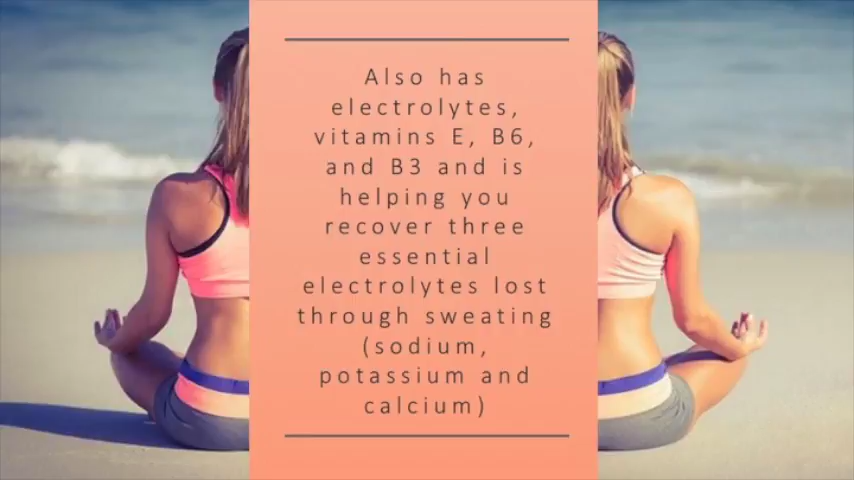 Also has
electrolytes,
vitamins E, B6,
and B3 and is
helping you
recover three
essential
electrolytes lost
through sweating
(sodium,
potassium and
calcium)